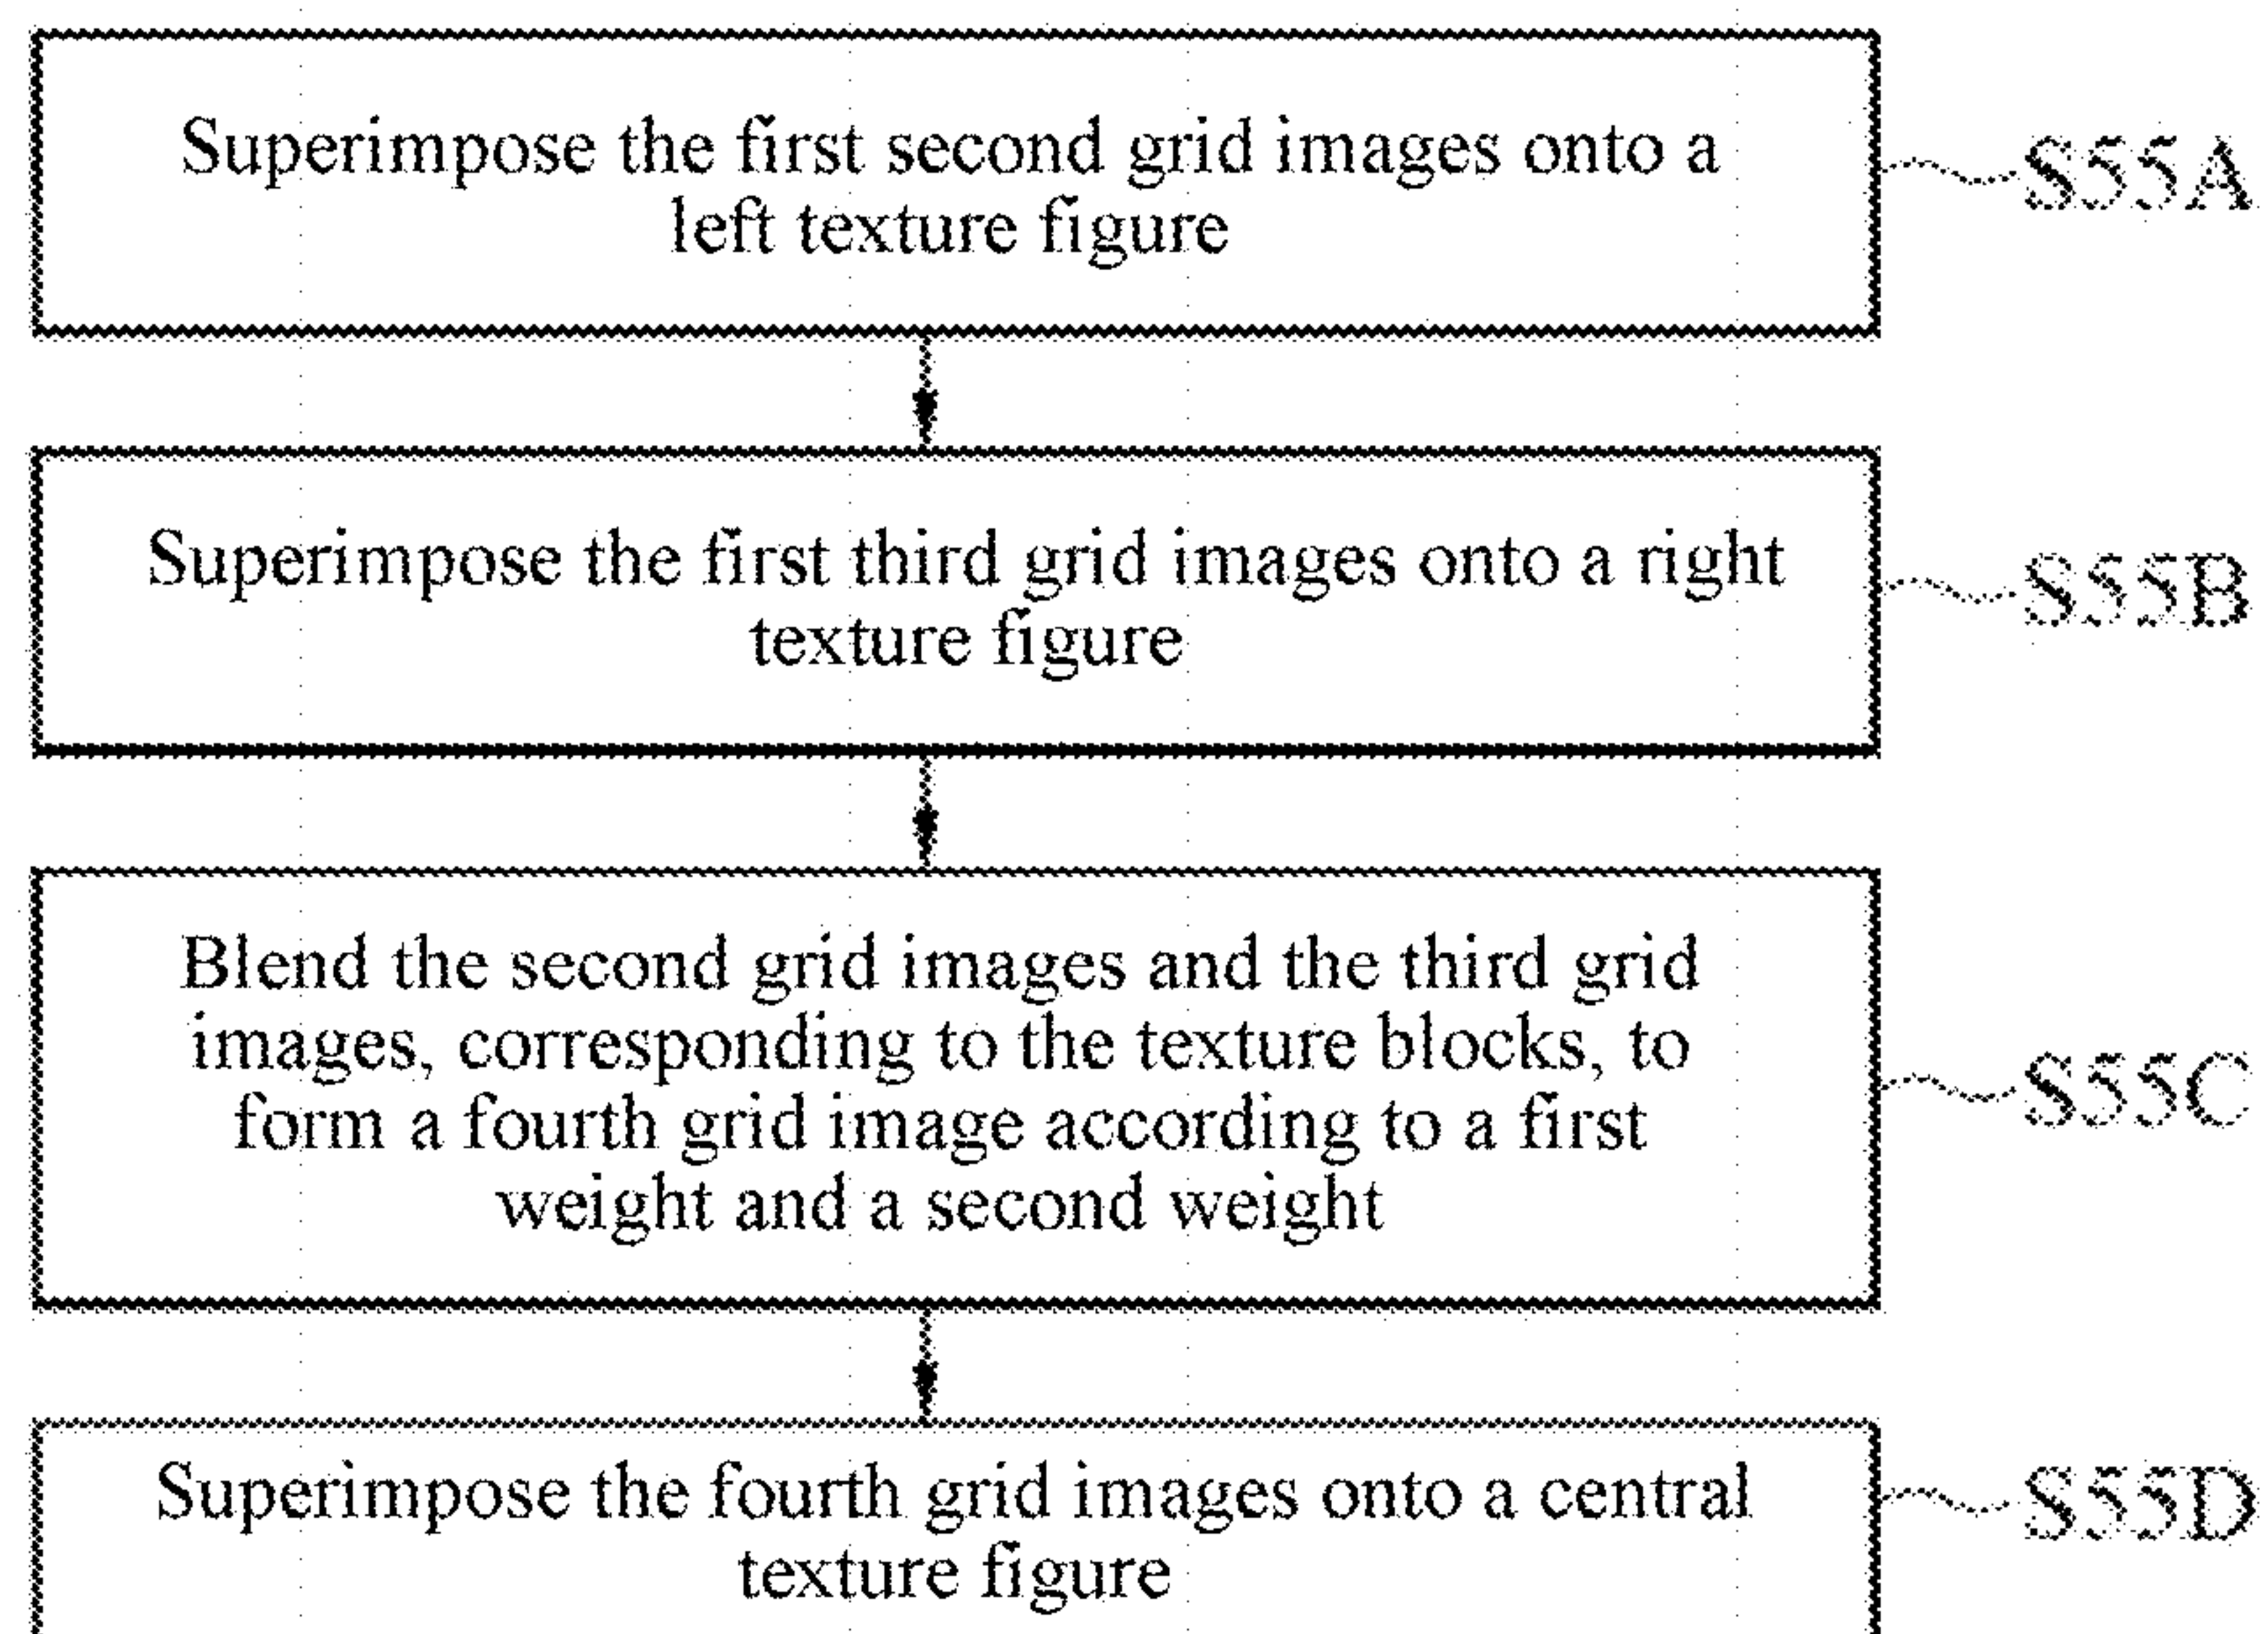 Superimpose the first second grid images onto a
left texture figure
S55A
Superimpose the first third grid images onto a right
texture figure
S55B
Blend the second grid images and the third grid
images, corresponding to the texture blocks, to
form a fourth grid image according to a first
weight and a second weight
S55C
Superimpose the fourth grid images onto a central
texture figure
S55D